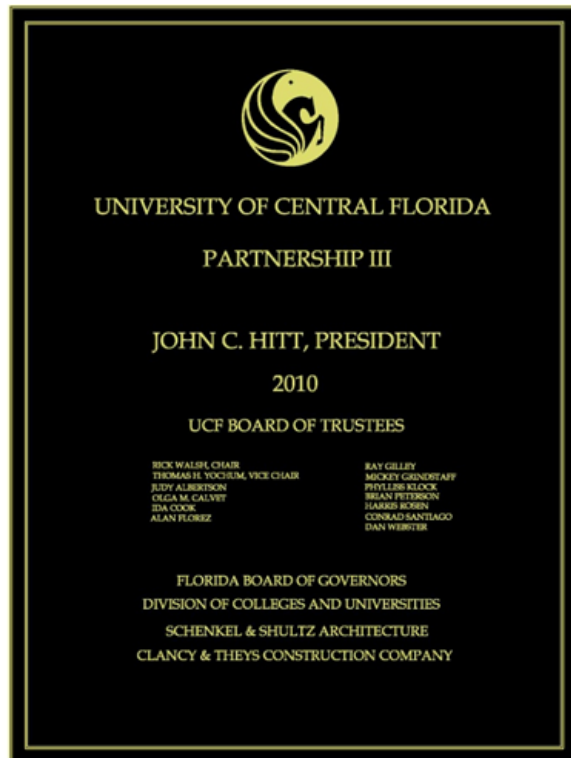 UNIVERSITY OF CENTRAL FLORIDA
PARTNERSHIP III
JOHN C. HITT, PRESIDENT
2010
UCF BOARD OF TRUSTEES
RICK WALSH, CHAIR
THOMAS H. YOCHUM, VICE CHAIR
JUDY ALBERTSON
OLGA M. CALVET
IDA COOK
ALAN FLOREZ
RAY GILLEY
MICKEY GRINDSTAFF
PHYLLISS KLOCK
BRIAN PETERSON
HARRIS ROSEN
CONRAD SANTIAGO
DAN WEBSTER
FLORIDA BOARD OF GOVERNORS
DIVISION OF COLLEGES AND UNIVERSITIES
SCHENKEL & SHULTZ ARCHITECTURE
CLANCY & THEYS CONSTRUCTION COMPANY